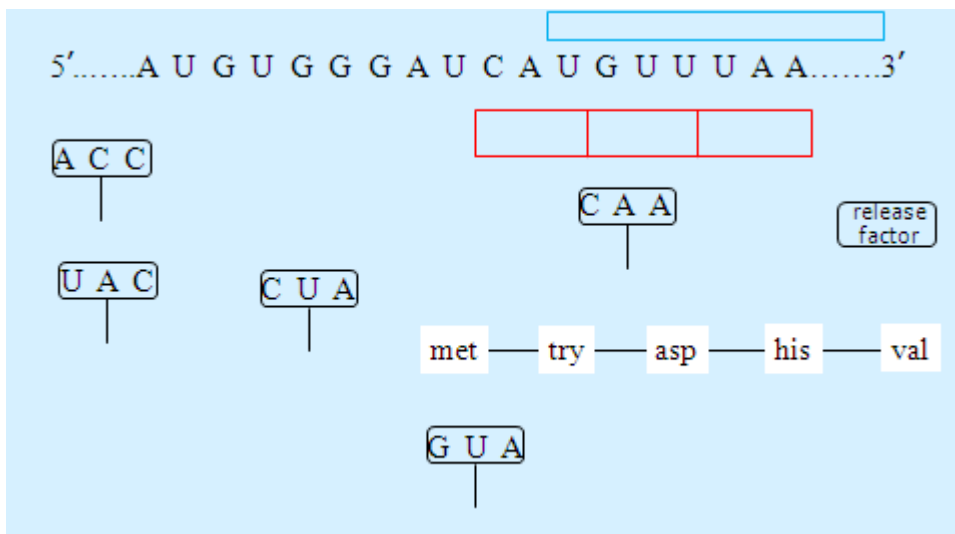 5′.......A U G U G G G A U C A U G U U U A A.......3′
A C C
C A A
release
factor
U A C
C U A
met try asp his val
G U A